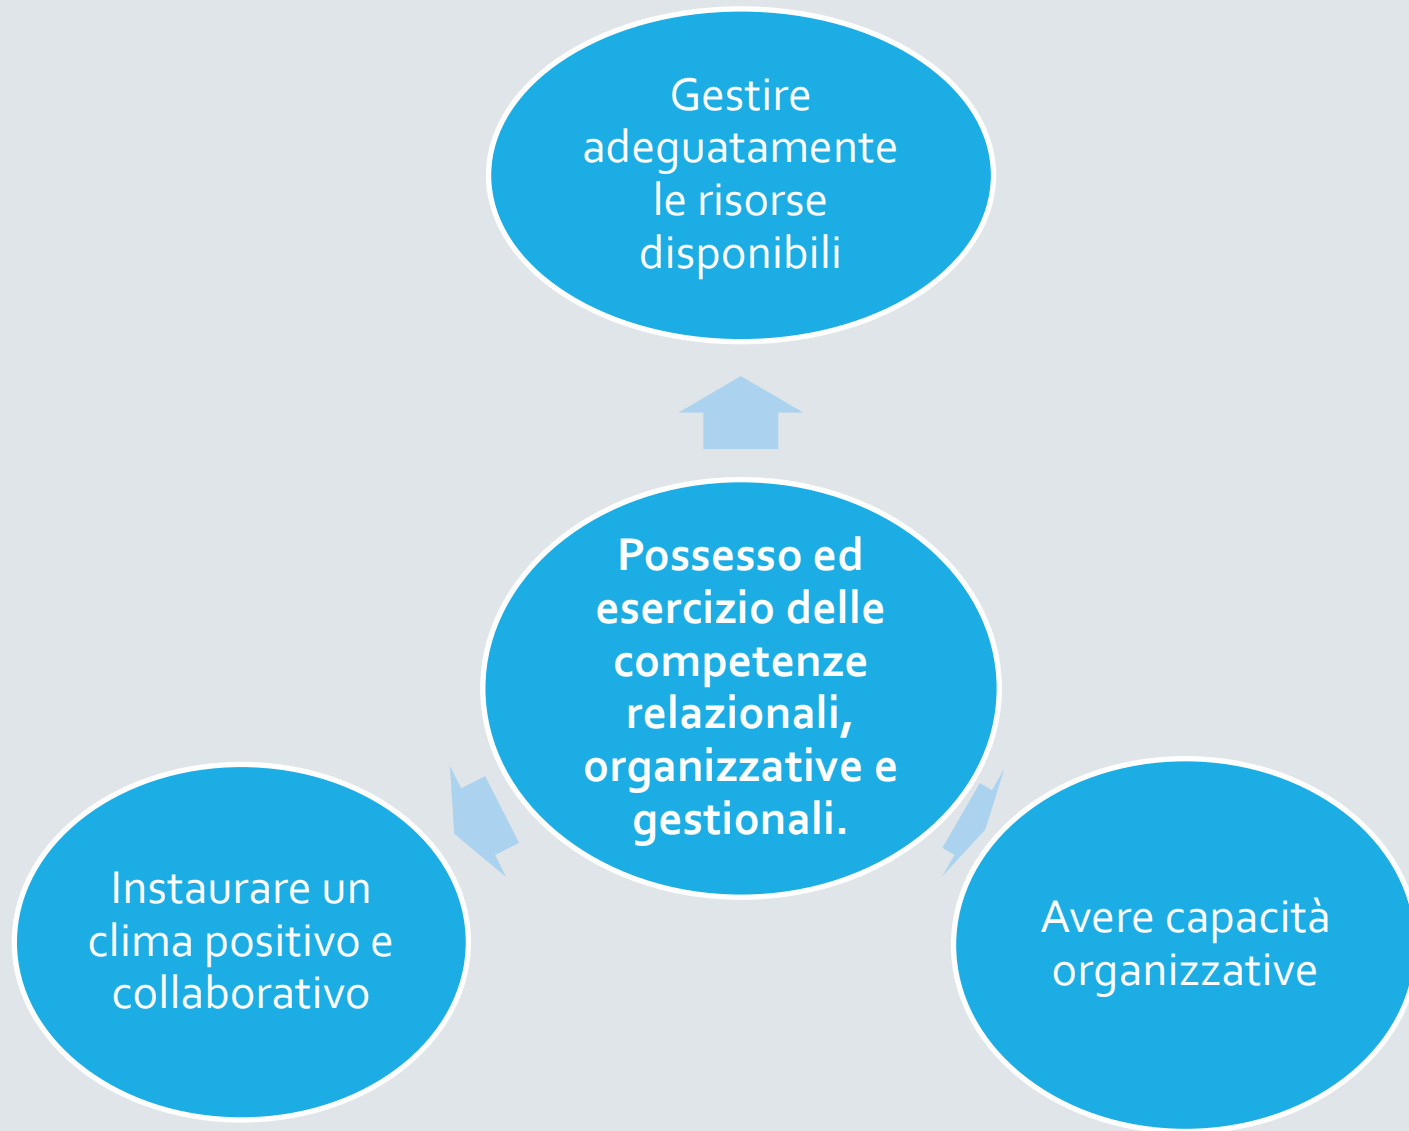 Gestire
adeguatamente
le risorse
disponibili
Possesso ed
esercizio delle
competenze
relazionali,
organizzative e
gestionali.
Instaurare un
clima positivo e
collaborativo
Avere capacità
organizzative